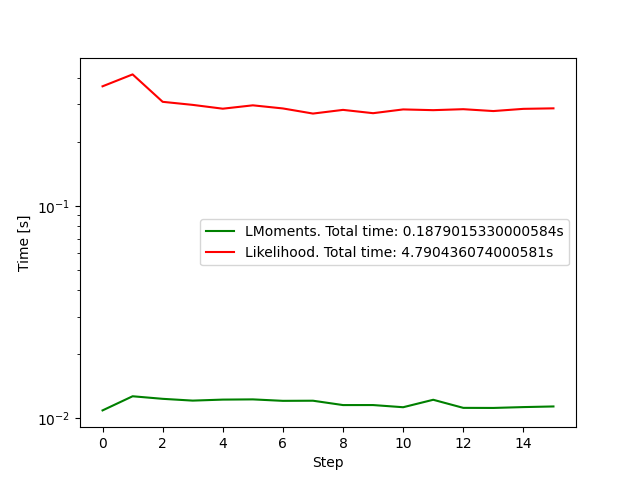 Time [s]
10⁻¹
10⁻²
LMoments. Total time: 0.1879015330000584s
Likelihood. Total time: 4.790436074000581s
0 2 4 6 8 10 12 14
Step